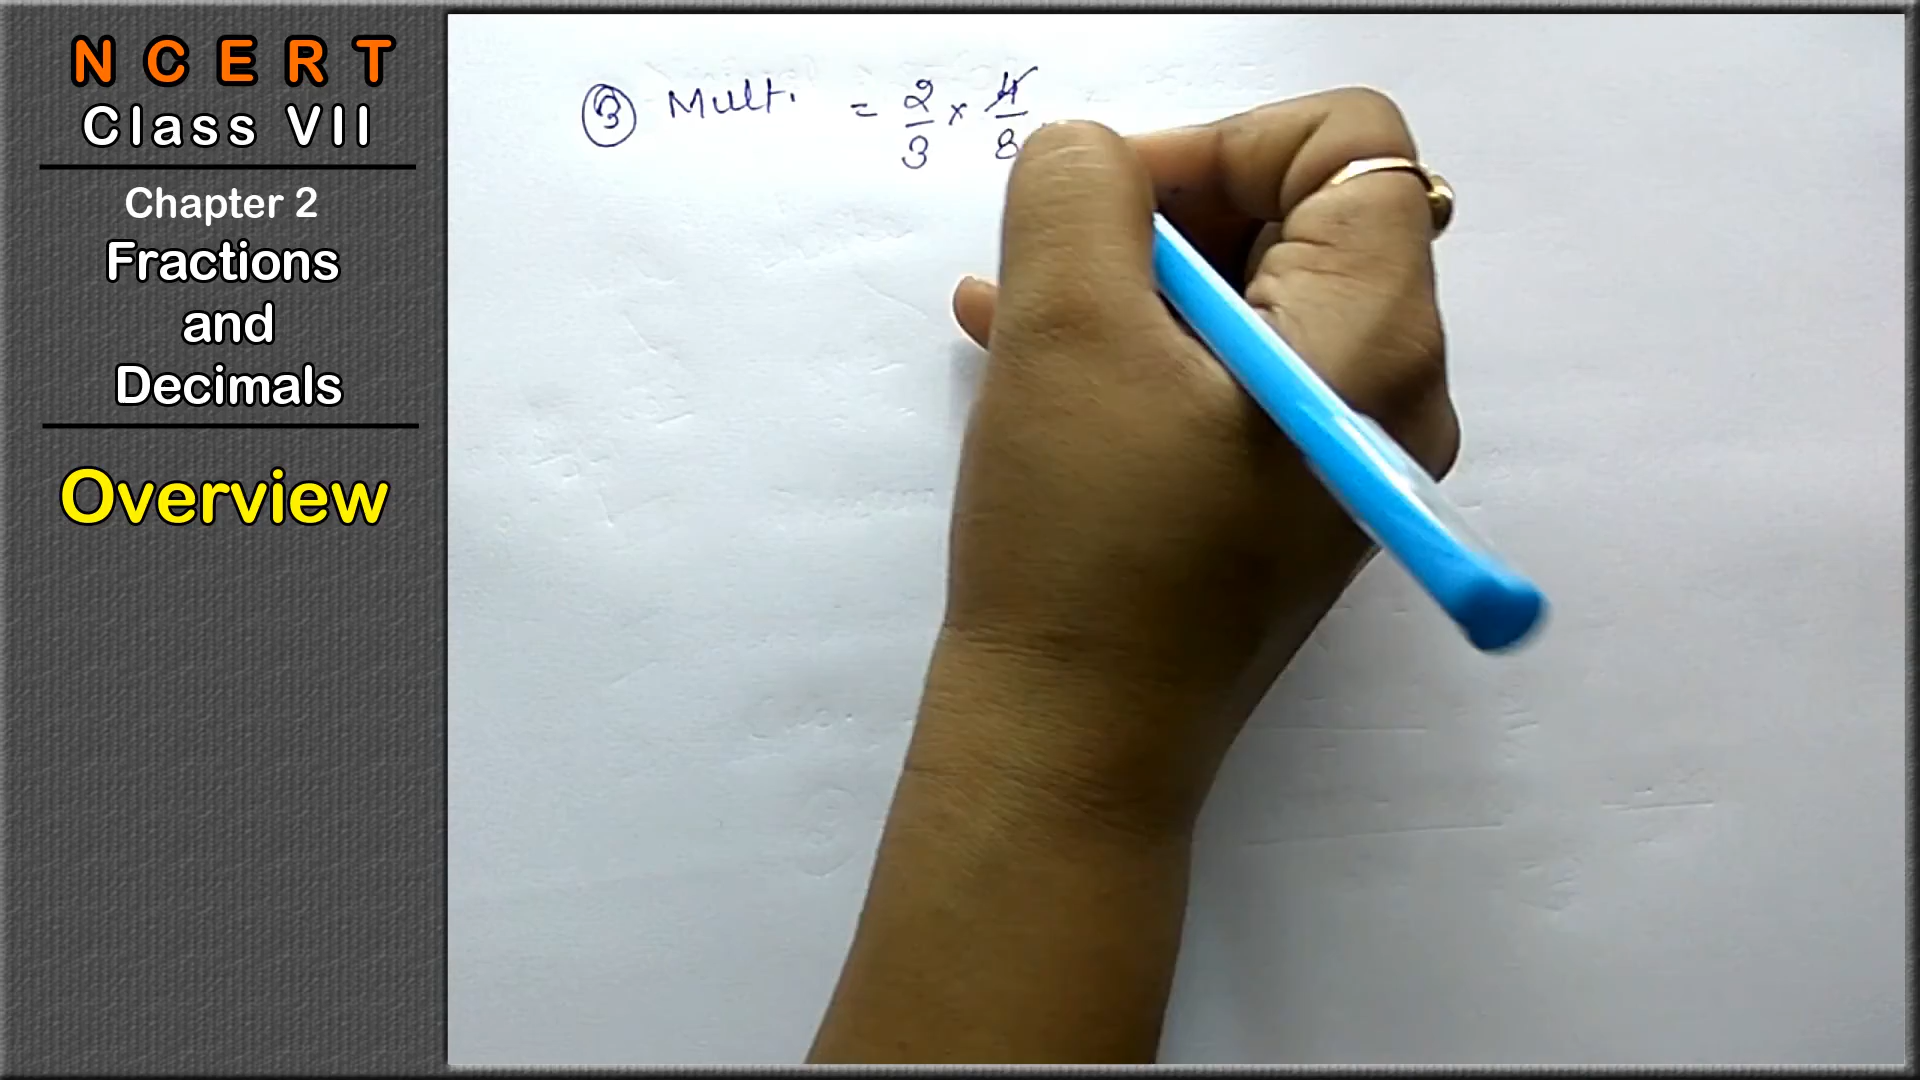 N C E R T
Class VII
Chapter 2
Fractions
and
Decimals
Overview
③ Mult. = 2/3 × 4/8